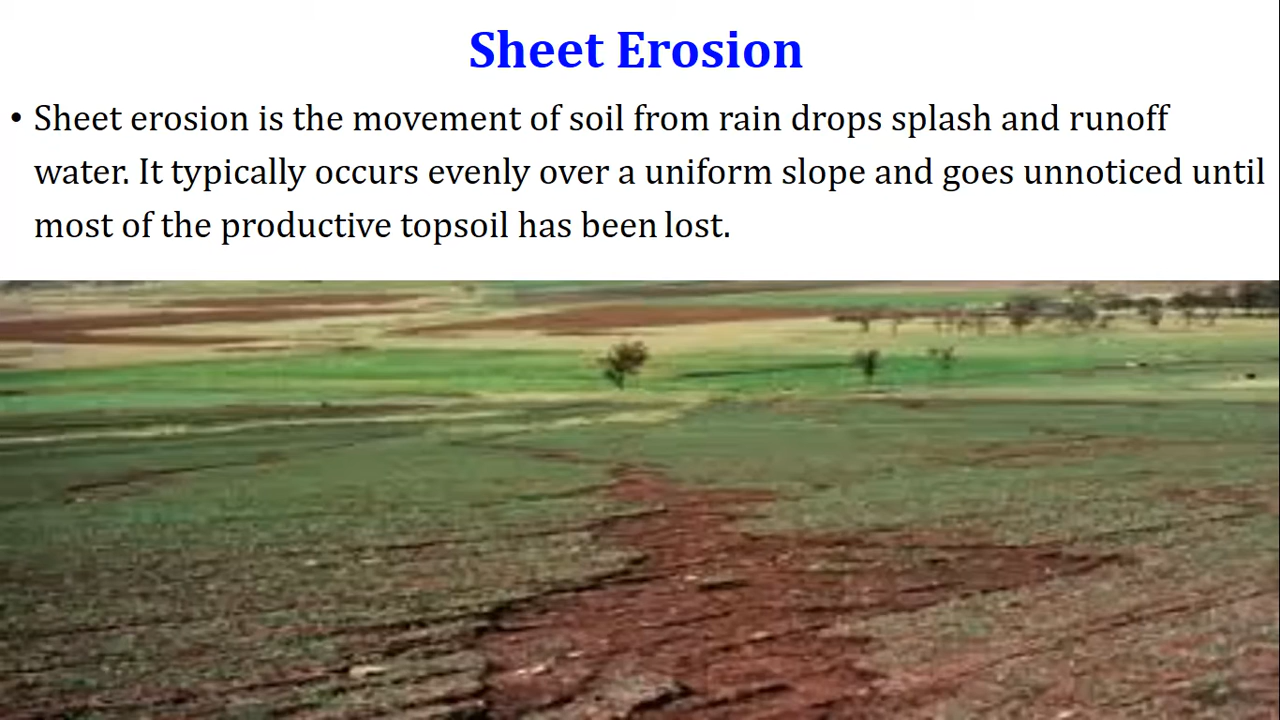 Sheet Erosion
• Sheet erosion is the movement of soil from rain drops splash and runoff
water. It typically occurs evenly over a uniform slope and goes unnoticed until
most of the productive topsoil has been lost.